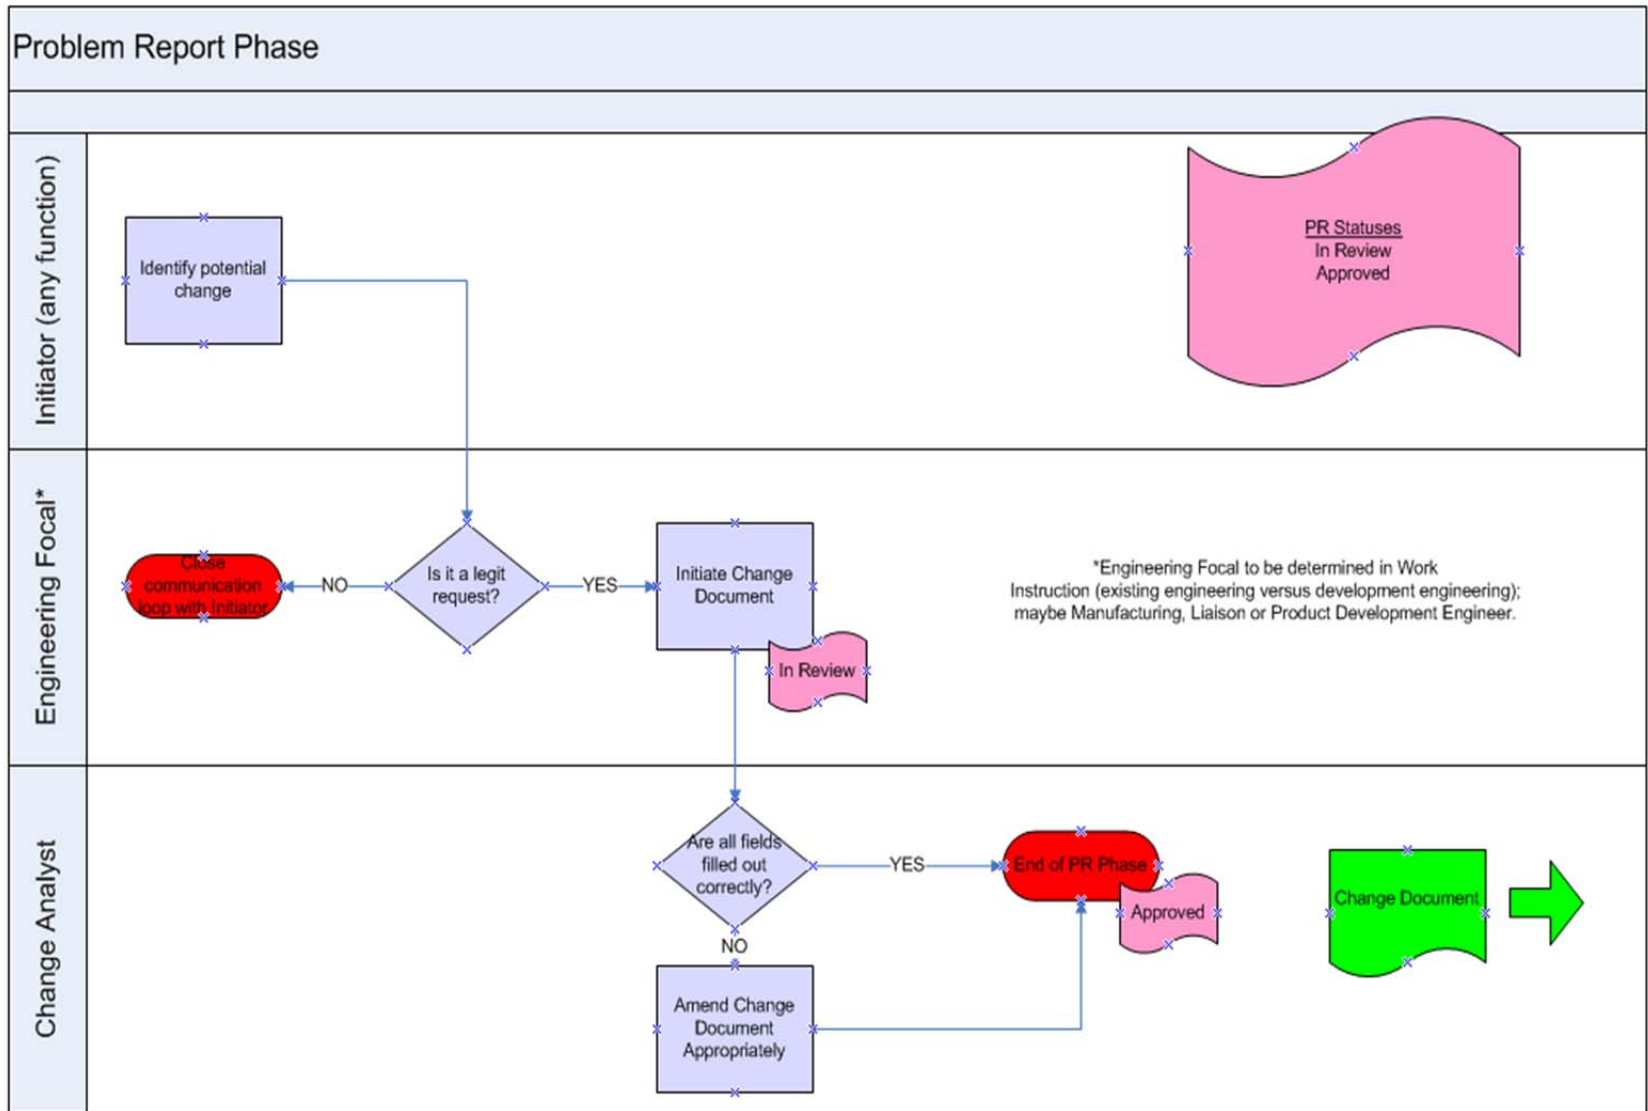 Problem Report Phase
Initiator (any function)
Identify potential
change
PR Statuses
In Review
Approved
Engineering Focal*
Close
communication
loop with Initiator
NO
Is it a legit
request?
YES
Initiate Change
Document
In Review
*Engineering Focal to be determined in Work
Instruction (existing engineering versus development engineering);
maybe Manufacturing, Liaison or Product Development Engineer.
Change Analyst
Are all fields
filled out
correctly?
YES
End of PR Phase
Approved
Change Document
NO
Amend Change
Document
Appropriately